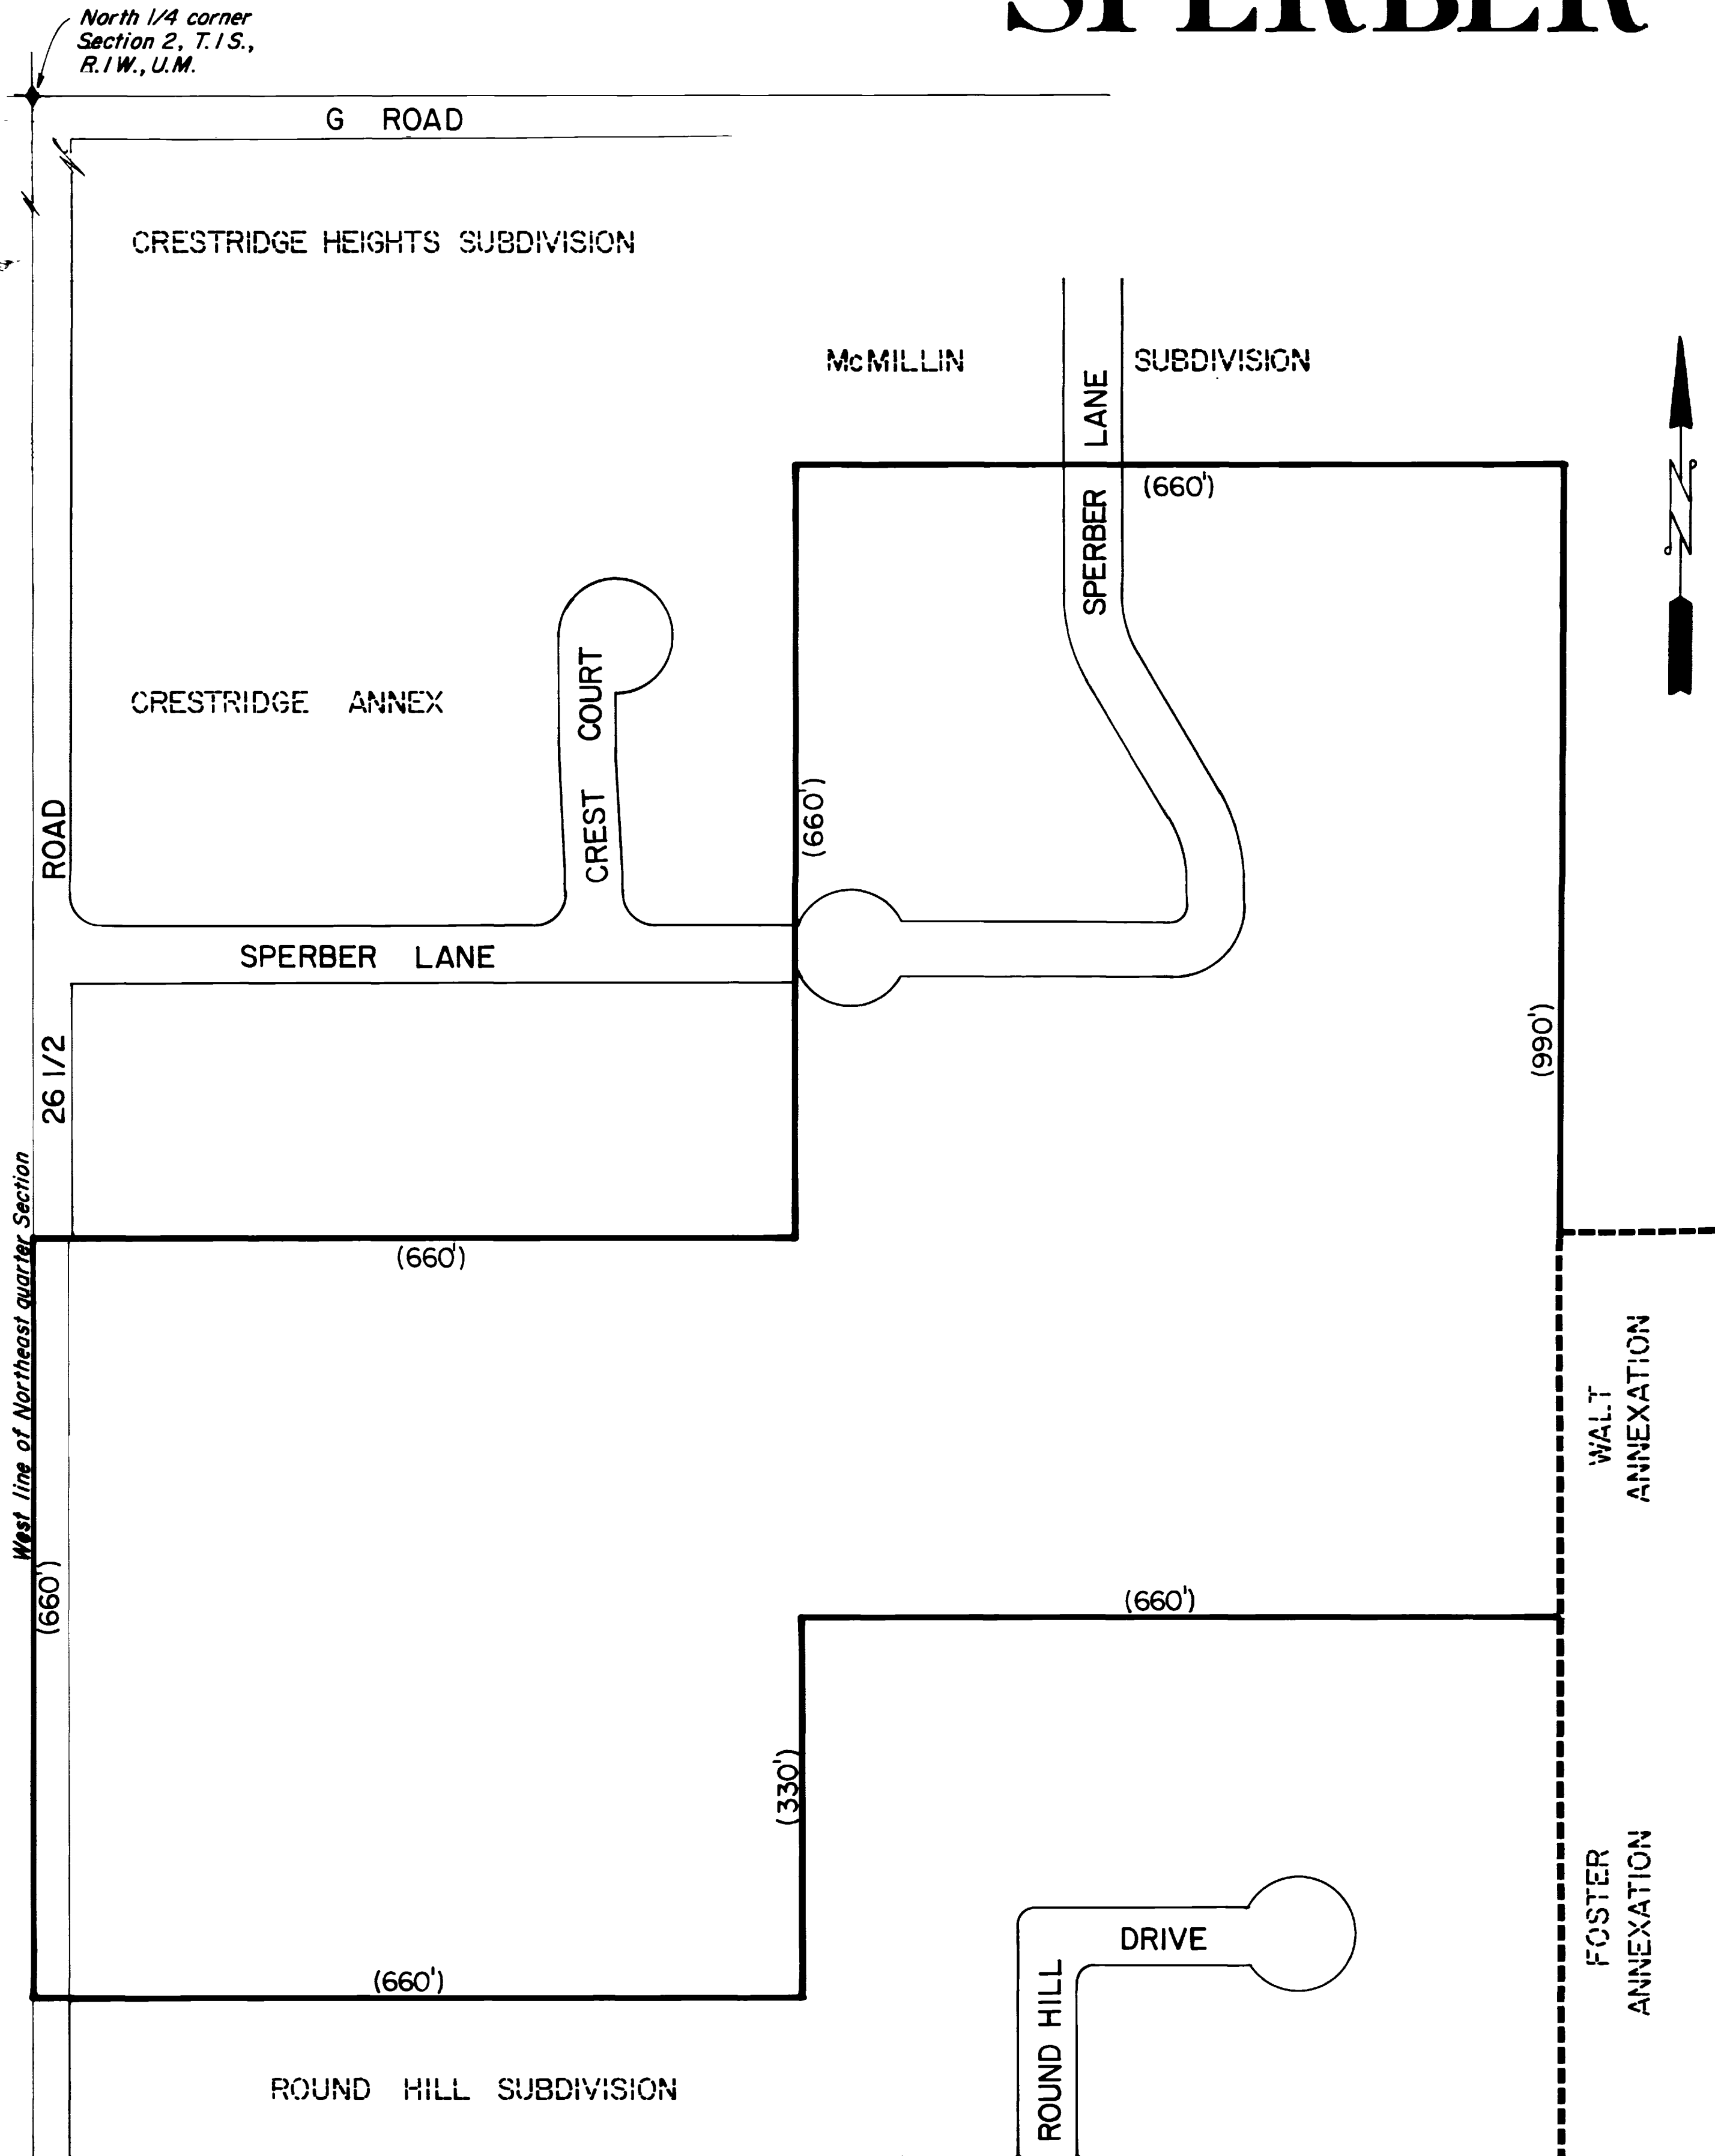 SPERBER
North 1/4 corner
Section 2, T.1S.,
R.1W., U.M.
G ROAD
CRESTRIDGE HEIGHTS SUBDIVISION
McMILLIN SUBDIVISION
SPERBER LANE
(660')
CRESTRIDGE ANNEX
CREST COURT
(660')
26 1/2 ROAD
SPERBER LANE
(990')
West line of Northeast quarter Section
(660')
WALT
ANNEXATION
(660')
(660')
(330')
FOSTER
ANNEXATION
(660')
ROUND HILL DRIVE
ROUND HILL SUBDIVISION